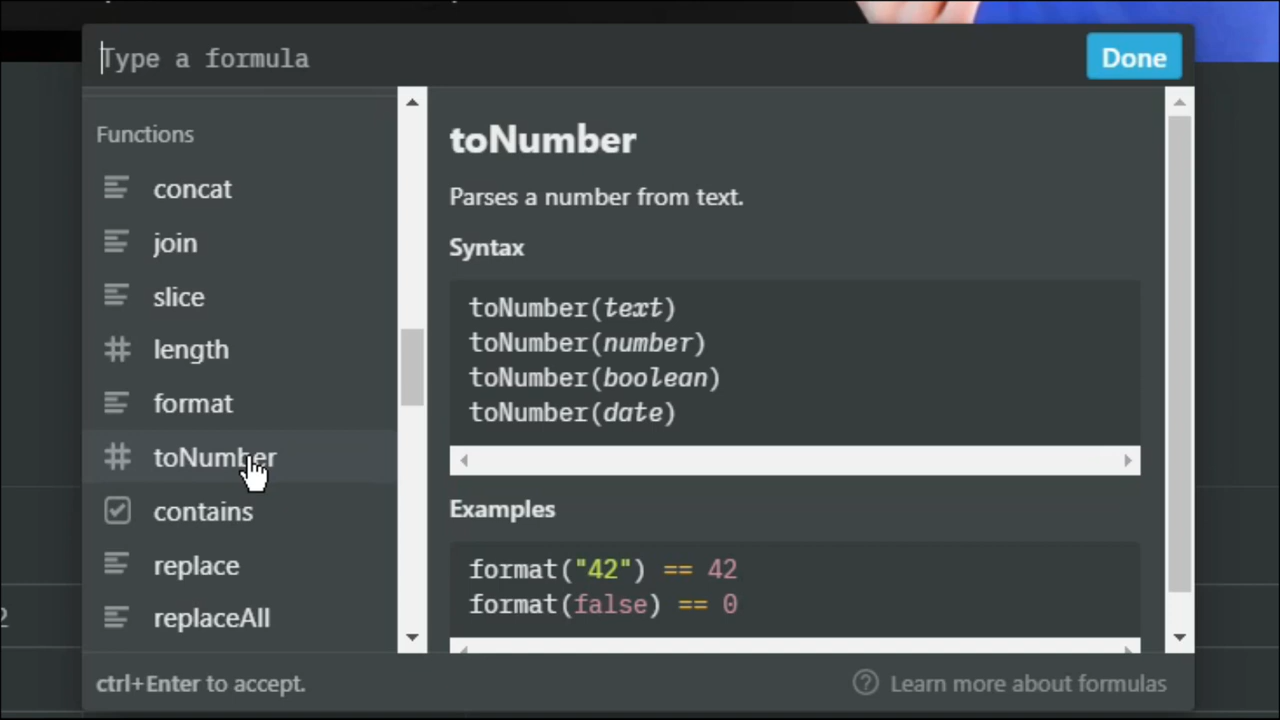 Type a formula
Done
Functions
concat
join
slice
length
format
toNumber
contains
replace
replaceAll
toNumber
Parses a number from text.
Syntax
toNumber(text)
toNumber(number)
toNumber(boolean)
toNumber(date)
Examples
format("42") == 42
format(false) == 0
2
ctrl+Enter to accept.
Learn more about formulas